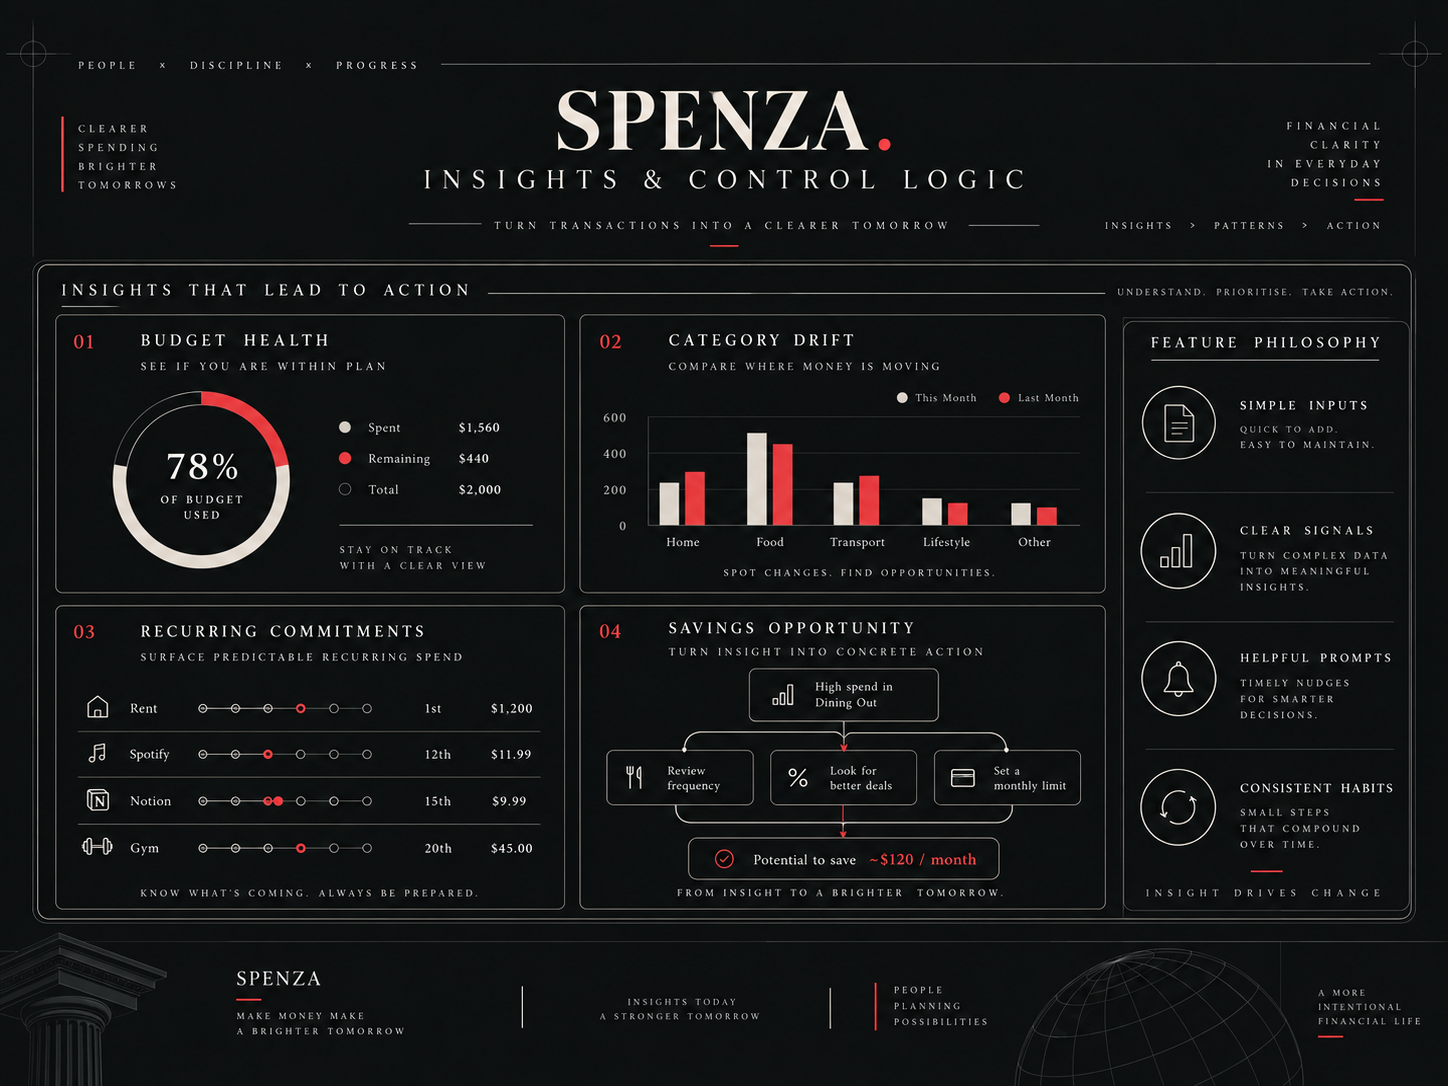 PEOPLE × DISCIPLINE × PROGRESS
CLEARER
SPENDING
BRIGHTER
TOMORROWS
SPENZA.
INSIGHTS & CONTROL LOGIC
TURN TRANSACTIONS INTO A CLEARER TOMORROW
FINANCIAL
CLARITY
IN EVERYDAY
DECISIONS
INSIGHTS > PATTERNS > ACTION
INSIGHTS THAT LEAD TO ACTION
UNDERSTAND. PRIORITISE. TAKE ACTION.
01 BUDGET HEALTH
SEE IF YOU ARE WITHIN PLAN
78%
OF BUDGET
USED
Spent $1,560
Remaining $440
Total $2,000
STAY ON TRACK
WITH A CLEAR VIEW
02 CATEGORY DRIFT
COMPARE WHERE MONEY IS MOVING
This Month Last Month
600
400
200
0
Home Food Transport Lifestyle Other
SPOT CHANGES. FIND OPPORTUNITIES.
03 RECURRING COMMITMENTS
SURFACE PREDICTABLE RECURRING SPEND
Rent 1st $1,200
Spotify 12th $11.99
N Notion 15th $9.99
Gym 20th $45.00
KNOW WHAT'S COMING. ALWAYS BE PREPARED.
04 SAVINGS OPPORTUNITY
TURN INSIGHT INTO CONCRETE ACTION
High spend in
Dining Out
Review
frequency
%
Look for
better deals
Set a
monthly limit
Potential to save ~$120 / month
FROM INSIGHT TO A BRIGHTER TOMORROW.
FEATURE PHILOSOPHY
SIMPLE INPUTS
QUICK TO ADD.
EASY TO MAINTAIN.
CLEAR SIGNALS
TURN COMPLEX DATA
INTO MEANINGFUL
INSIGHTS.
HELPFUL PROMPTS
TIMELY NUDGES
FOR SMARTER
DECISIONS.
CONSISTENT HABITS
SMALL STEPS
THAT COMPOUND
OVER TIME.
INSIGHT DRIVES CHANGE
SPENZA
MAKE MONEY MAKE
A BRIGHTER TOMORROW
INSIGHTS TODAY
A STRONGER TOMORROW
PEOPLE
PLANNING
POSSIBILITIES
A MORE
INTENTIONAL
FINANCIAL LIFE